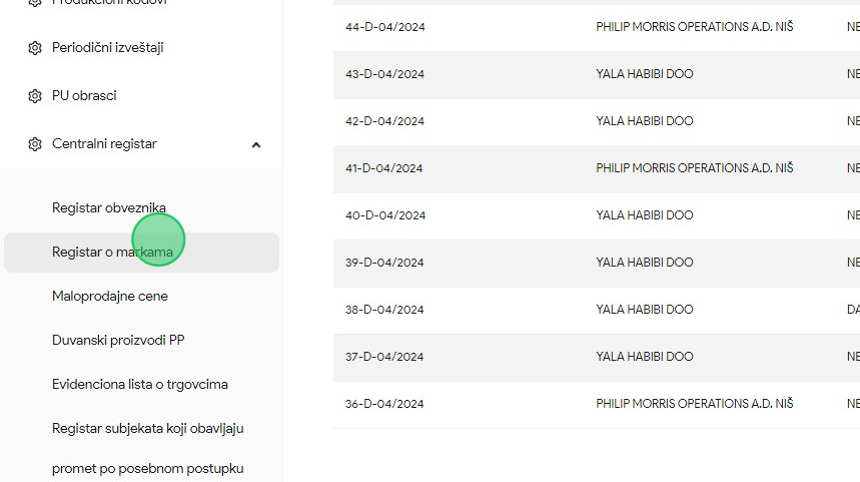 Produkcioni kodovi
Periodični izveštaji
PU obrasci
Centralni registar
Registar obveznika
Registar o markama
Maloprodajne cene
Duvanski proizvodi PP
Evidenciona lista o trgovcima
Registar subjekata koji obavljaju
promet po posebnom postupku
44-D-04/2024 PHILIP MORRIS OPERATIONS A.D. NIŠ NE
43-D-04/2024 YALA HABIBI DOO NE
42-D-04/2024 YALA HABIBI DOO NE
41-D-04/2024 PHILIP MORRIS OPERATIONS A.D. NIŠ NE
40-D-04/2024 YALA HABIBI DOO NE
39-D-04/2024 YALA HABIBI DOO NE
38-D-04/2024 YALA HABIBI DOO DA
37-D-04/2024 YALA HABIBI DOO NE
36-D-04/2024 PHILIP MORRIS OPERATIONS A.D. NIŠ NE